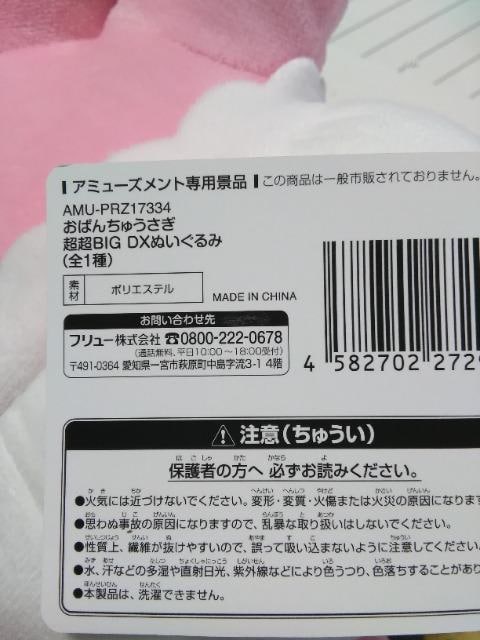 アミューズメント専用景品 この商品は一般市販されておりません。
AMU-PRZ17334
おぱんちゅうさぎ
超超BIG DXぬいぐるみ
(全1種)
素材 ポリエステル MADE IN CHINA
お問い合わせ先
フリュー株式会社 ☎0800-222-0678
(通話無料、平日10:00~18:00受付)
〒491-0364 愛知県一宮市萩原町中島字流3-1 4階
4 582702 2729
⚠注意(ちゅうい)
保護者の方へ 必ずお読みください。
●火気には近づけないでください。変形・変質・火傷または火災の原因になります
●思わぬ事故の原因になりますので、乱暴な取り扱いはしないでください。
●性質上、繊維が抜けやすいので、誤って吸い込まないように注意してください。
●水、汗などの多湿や直射日光、紫外線などにより色うつり、色落ちすることがあり
●本製品は、洗濯できません。